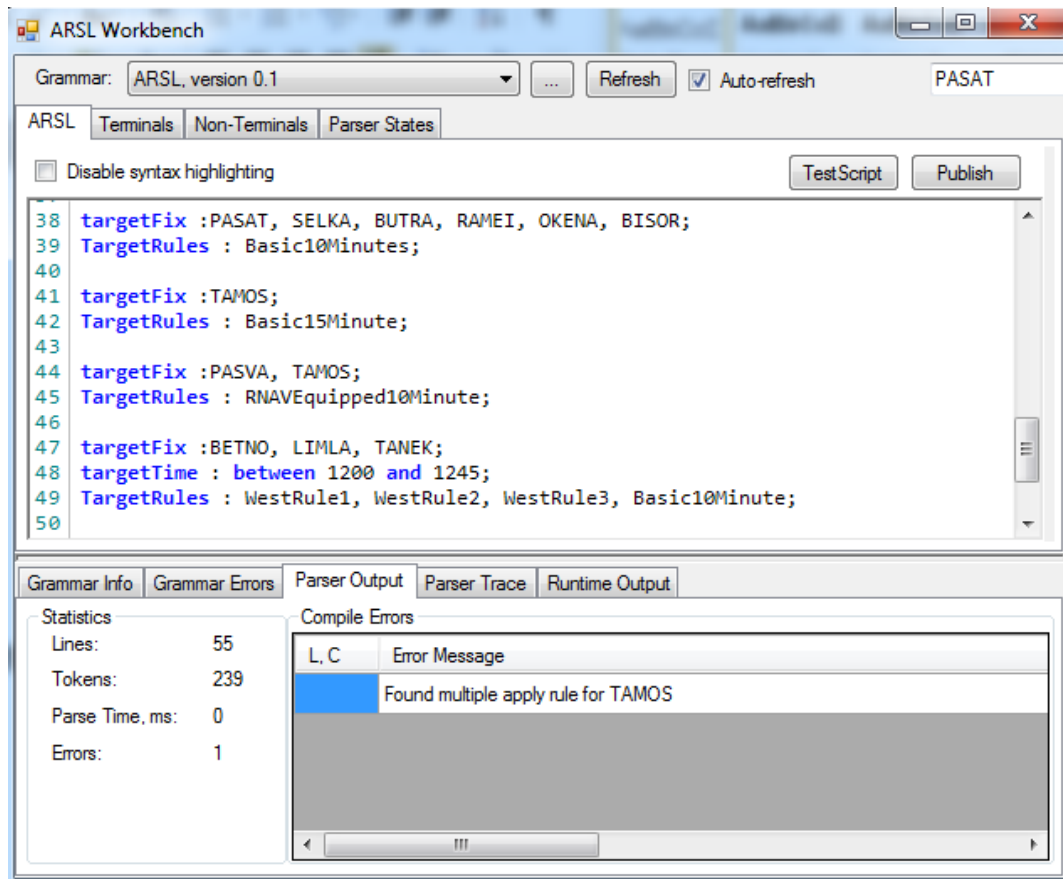 ARSL Workbench
Grammar: ARSL, version 0.1 ... Refresh Auto-refresh PASAT
ARSL Terminals Non-Terminals Parser States
Disable syntax highlighting TestScript Publish
38 targetFix :PASAT, SELKA, BUTRA, RAMEI, OKENA, BISOR;
39 TargetRules : Basic10Minutes;
40
41 targetFix :TAMOS;
42 TargetRules : Basic15Minute;
43
44 targetFix :PASVA, TAMOS;
45 TargetRules : RNAVEquipped10Minute;
46
47 targetFix :BETNO, LIMLA, TANEK;
48 targetTime : between 1200 and 1245;
49 TargetRules : WestRule1, WestRule2, WestRule3, Basic10Minute;
50
Grammar Info Grammar Errors Parser Output Parser Trace Runtime Output
Statistics Compile Errors
Lines: 55
L, C Error Message
Tokens: 239
Found multiple apply rule for TAMOS
Parse Time, ms: 0
Errors: 1